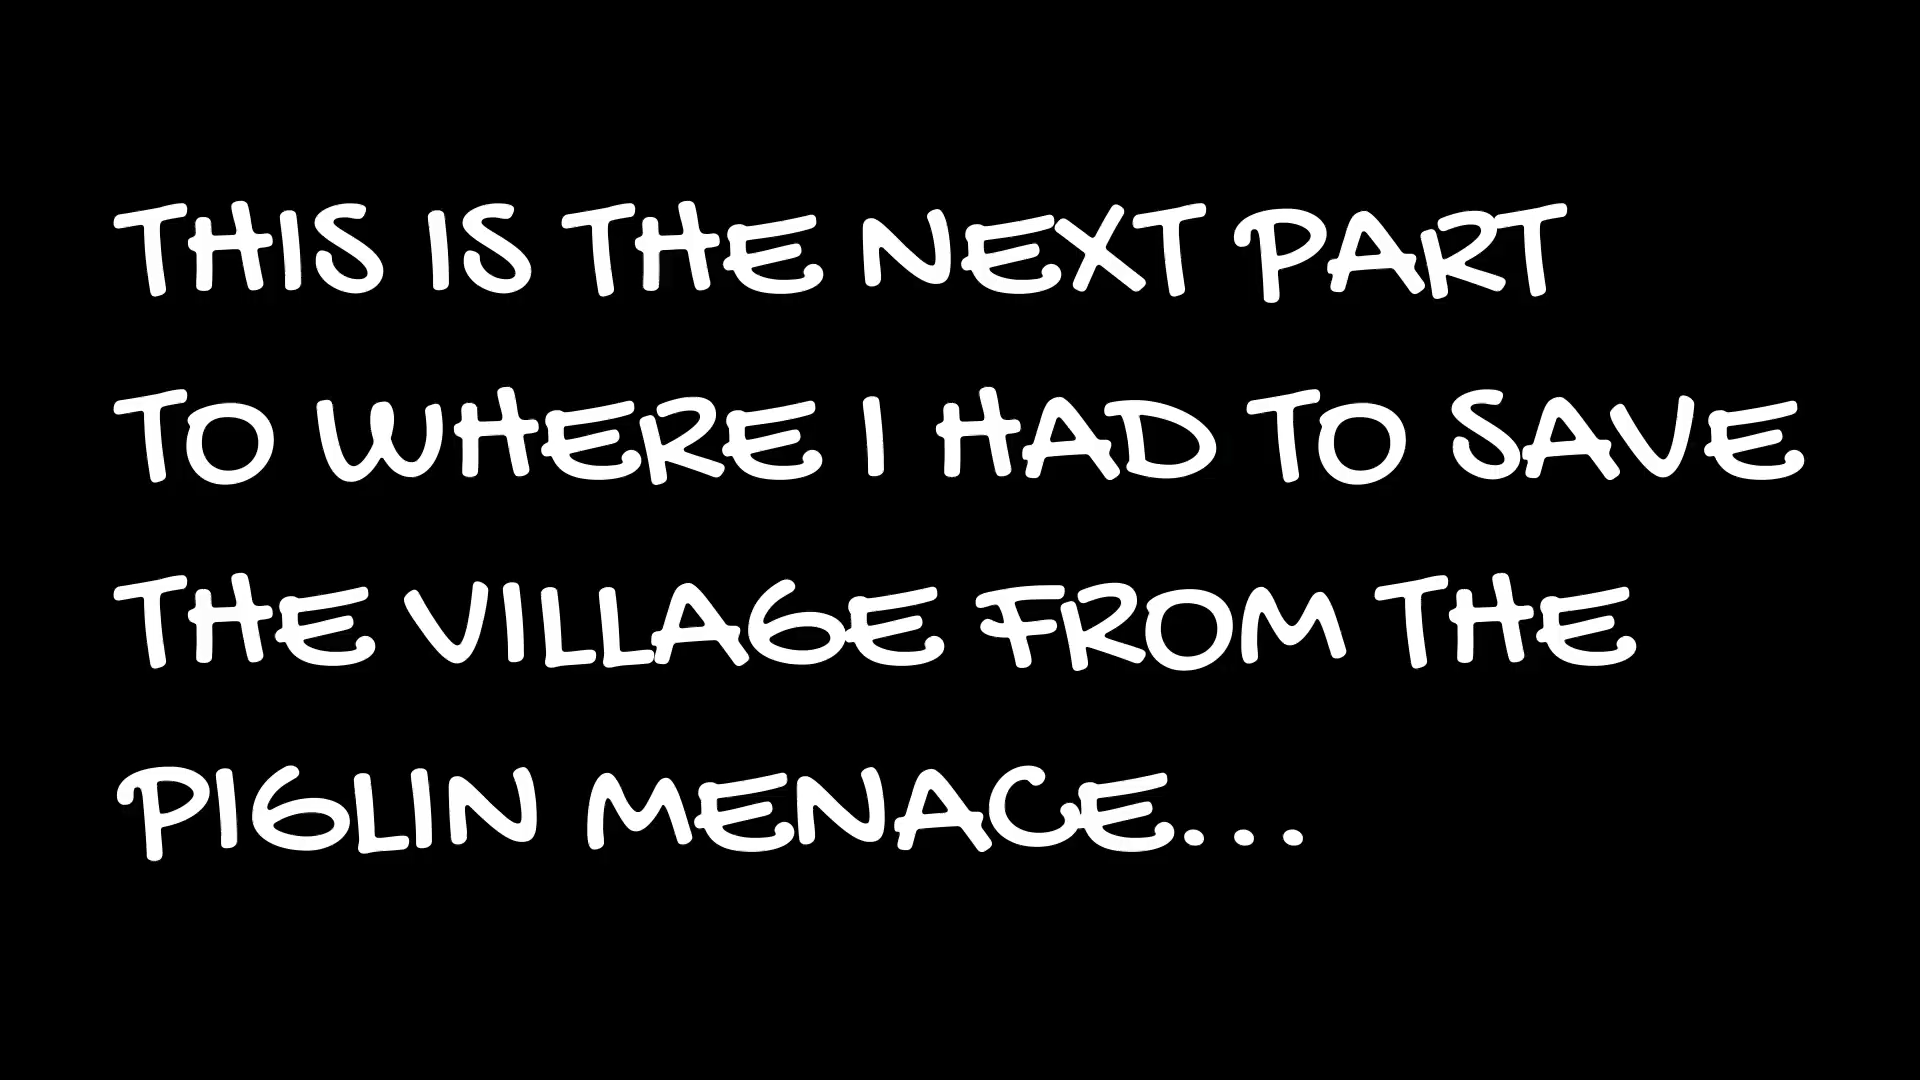 THIS IS THE NEXT PART
TO WHERE I HAD TO SAVE
THE VILLAGE FROM THE
PIGLIN MENACE...